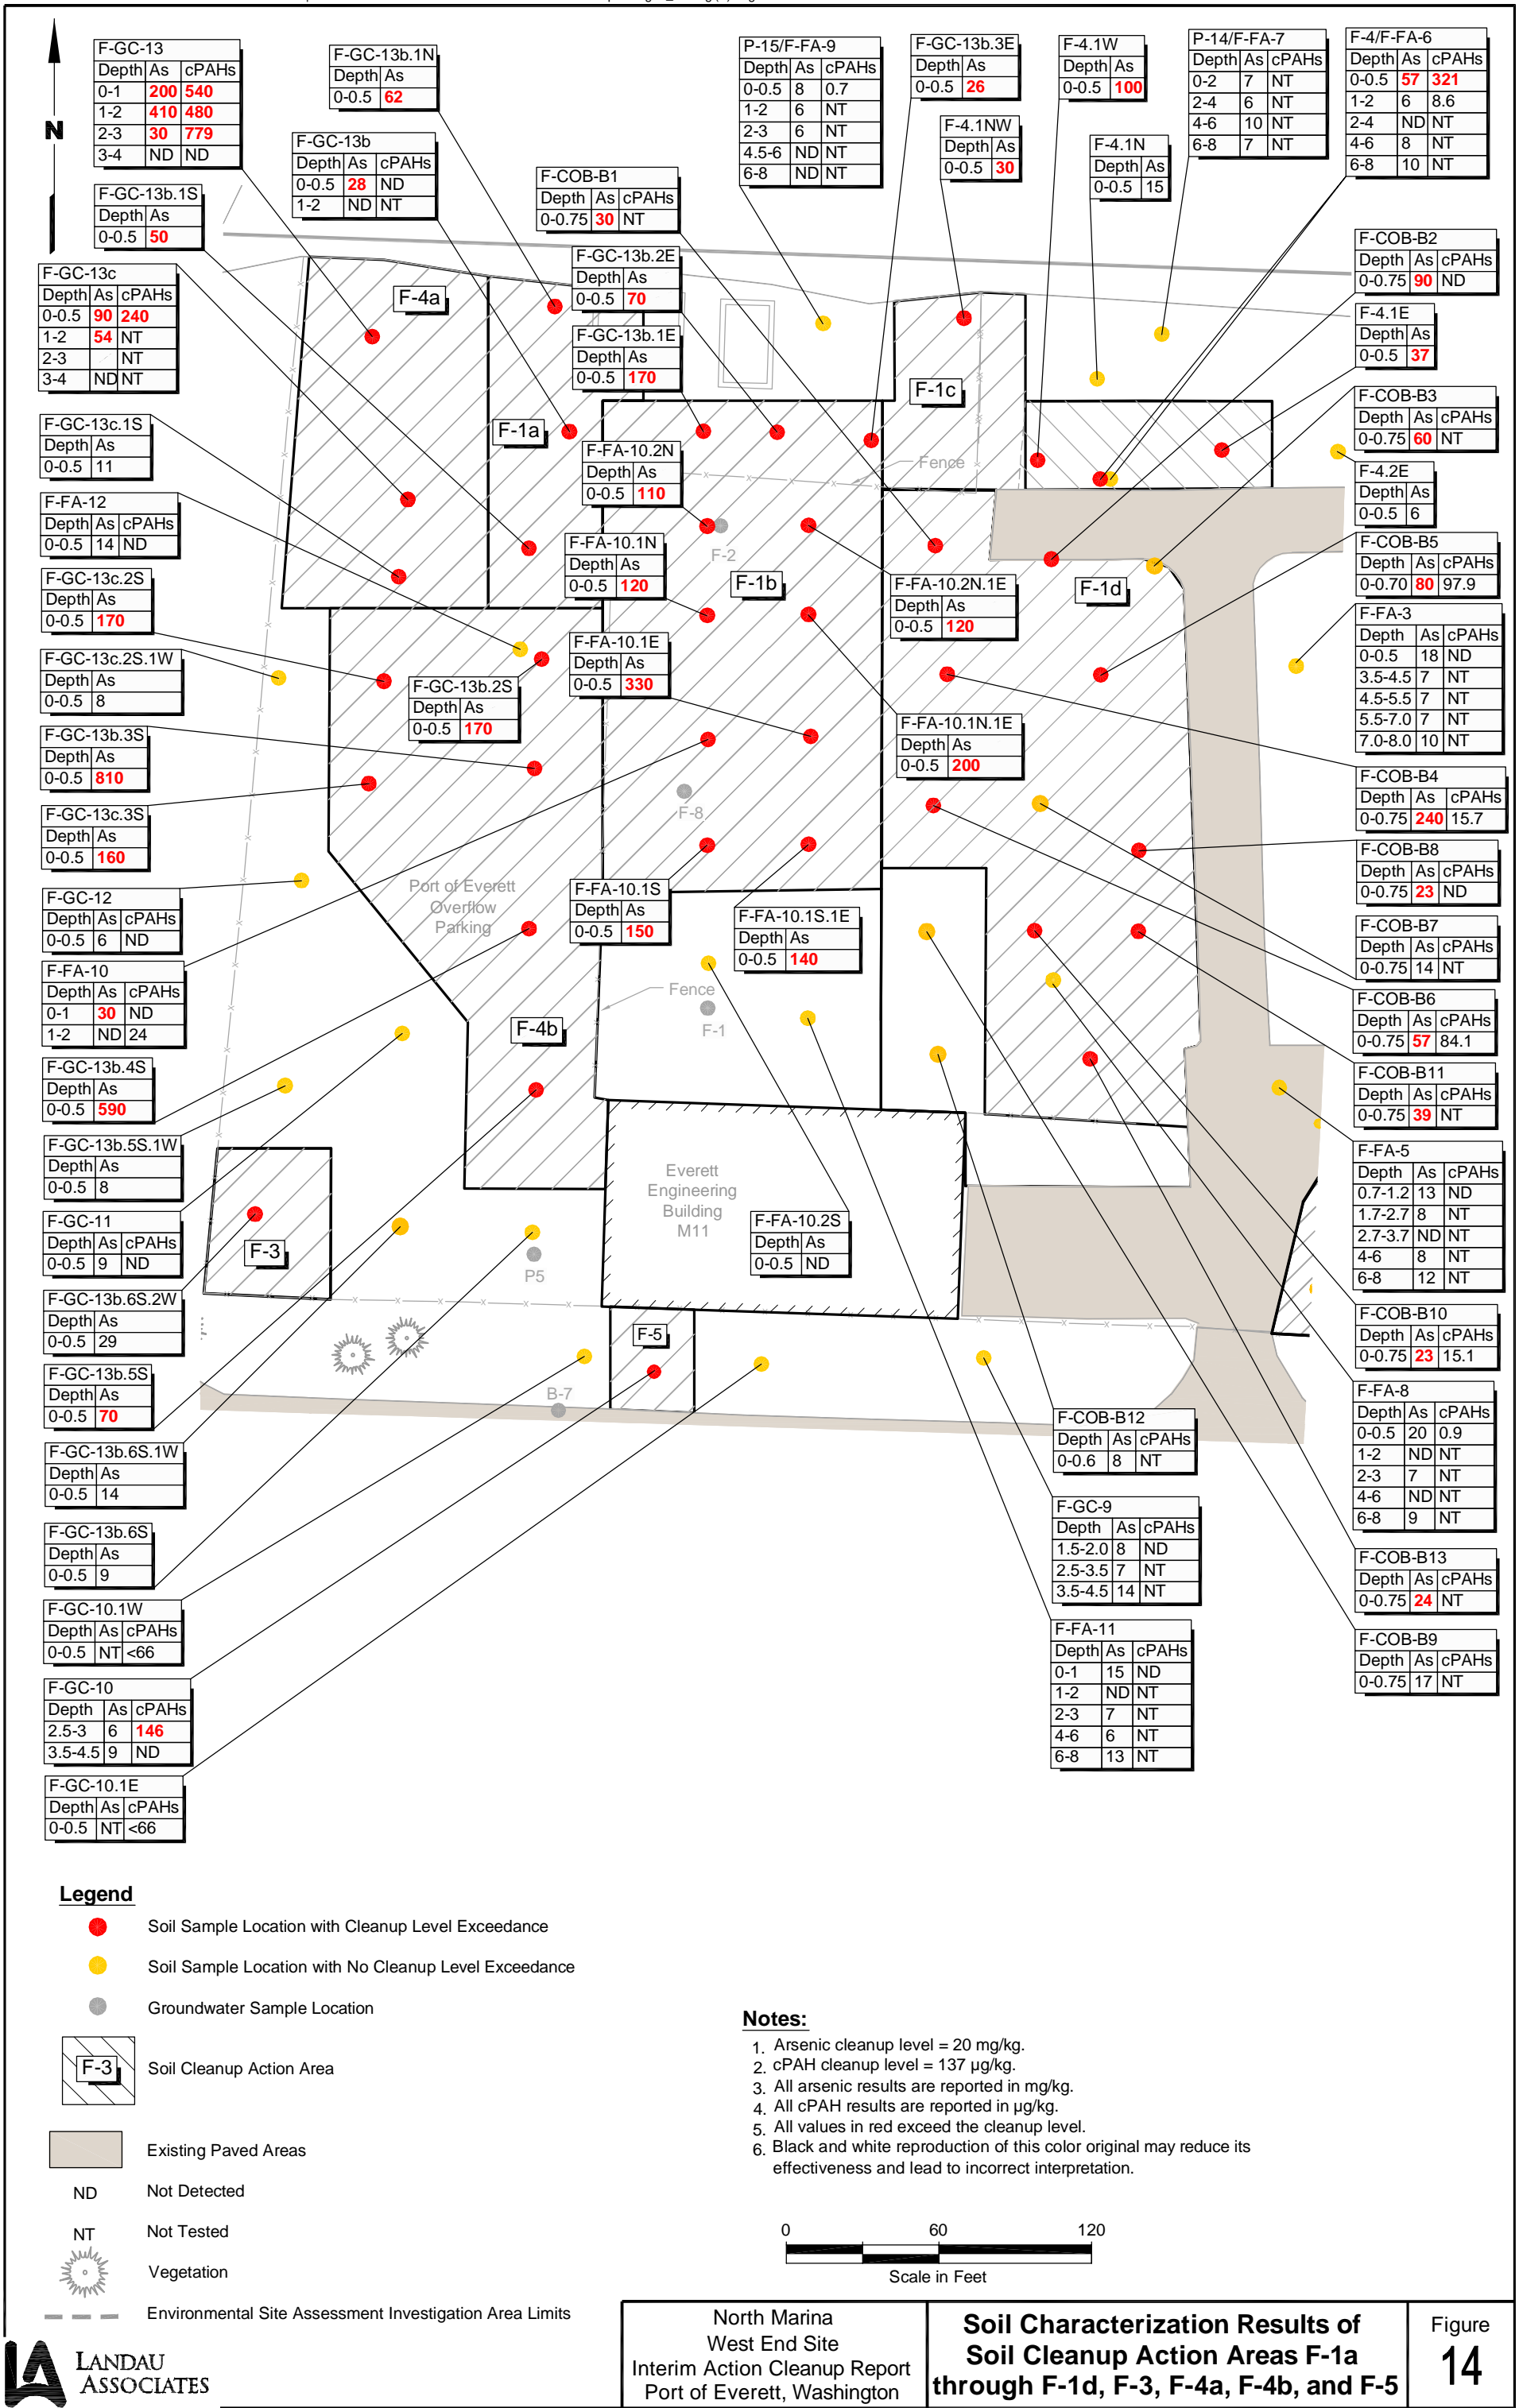 N
F-GC-13
Depth As cPAHs
0-1 200 540
1-2 410 480
2-3 30 779
3-4 ND ND
F-GC-13b.1N
Depth As
0-0.5 62
F-GC-13b
Depth As cPAHs
0-0.5 28 ND
1-2 ND NT
F-COB-B1
Depth As cPAHs
0-0.75 30 NT
P-15/F-FA-9
Depth As cPAHs
0-0.5 8 0.7
1-2 6 NT
2-3 6 NT
4.5-6 ND NT
6-8 ND NT
F-GC-13b.3E
Depth As
0-0.5 26
F-4.1NW
Depth As
0-0.5 30
F-4.1W
Depth As
0-0.5 100
F-4.1N
Depth As
0-0.5 15
P-14/F-FA-7
Depth As cPAHs
0-2 7 NT
2-4 6 NT
4-6 10 NT
6-8 7 NT
F-4/F-FA-6
Depth As cPAHs
0-0.5 57 321
1-2 6 8.6
2-4 ND NT
4-6 8 NT
6-8 10 NT
F-GC-13b.1S
Depth As
0-0.5 50
F-GC-13c
Depth As cPAHs
0-0.5 90 240
1-2 54 NT
2-3 NT
3-4 ND NT
F-GC-13c.1S
Depth As
0-0.5 11
F-FA-12
Depth As cPAHs
0-0.5 14 ND
F-GC-13c.2S
Depth As
0-0.5 170
F-GC-13c.2S.1W
Depth As
0-0.5 8
F-GC-13b.3S
Depth As
0-0.5 810
F-GC-13c.3S
Depth As
0-0.5 160
F-GC-12
Depth As cPAHs
0-0.5 6 ND
F-FA-10
Depth As cPAHs
0-1 30 ND
1-2 ND 24
F-GC-13b.4S
Depth As
0-0.5 590
F-GC-13b.5S.1W
Depth As
0-0.5 8
F-GC-11
Depth As cPAHs
0-0.5 9 ND
F-GC-13b.6S.2W
Depth As
0-0.5 29
F-GC-13b.5S
Depth As
0-0.5 70
F-GC-13b.6S.1W
Depth As
0-0.5 14
F-GC-13b.6S
Depth As
0-0.5 9
F-GC-10.1W
Depth As cPAHs
0-0.5 NT <66
F-GC-10
Depth As cPAHs
2.5-3 6 146
3.5-4.5 9 ND
F-GC-10.1E
Depth As cPAHs
0-0.5 NT <66
F-GC-13b.2E
Depth As
0-0.5 70
F-GC-13b.1E
Depth As
0-0.5 170
F-FA-10.2N
Depth As
0-0.5 110
F-FA-10.1N
Depth As
0-0.5 120
F-FA-10.1E
Depth As
0-0.5 330
F-GC-13b.2S
Depth As
0-0.5 170
F-FA-10.2N.1E
Depth As
0-0.5 120
F-FA-10.1N.1E
Depth As
0-0.5 200
F-FA-10.1S
Depth As
0-0.5 150
F-FA-10.1S.1E
Depth As
0-0.5 140
F-FA-10.2S
Depth As
0-0.5 ND
F-4a
F-1a
F-1c
F-1b
F-1d
F-4b
F-3
F-5
Fence
F-2
F-8
Port of Everett
Overflow
Parking
Fence
F-1
Everett
Engineering
Building
M11
P5
B-7
F-COB-B2
Depth As cPAHs
0-0.75 90 ND
F-4.1E
Depth As
0-0.5 37
F-COB-B3
Depth As cPAHs
0-0.75 60 NT
F-4.2E
Depth As
0-0.5 6
F-COB-B5
Depth As cPAHs
0-0.70 80 97.9
F-FA-3
Depth As cPAHs
0-0.5 18 ND
3.5-4.5 7 NT
4.5-5.5 7 NT
5.5-7.0 7 NT
7.0-8.0 10 NT
F-COB-B4
Depth As cPAHs
0-0.75 240 15.7
F-COB-B8
Depth As cPAHs
0-0.75 23 ND
F-COB-B7
Depth As cPAHs
0-0.75 14 NT
F-COB-B6
Depth As cPAHs
0-0.75 57 84.1
F-COB-B11
Depth As cPAHs
0-0.75 39 NT
F-FA-5
Depth As cPAHs
0.7-1.2 13 ND
1.7-2.7 8 NT
2.7-3.7 ND NT
4-6 8 NT
6-8 12 NT
F-COB-B10
Depth As cPAHs
0-0.75 23 15.1
F-FA-8
Depth As cPAHs
0-0.5 20 0.9
1-2 ND NT
2-3 7 NT
4-6 ND NT
6-8 9 NT
F-COB-B13
Depth As cPAHs
0-0.75 24 NT
F-COB-B9
Depth As cPAHs
0-0.75 17 NT
F-COB-B12
Depth As cPAHs
0-0.6 8 NT
F-GC-9
Depth As cPAHs
1.5-2.0 8 ND
2.5-3.5 7 NT
3.5-4.5 14 NT
F-FA-11
Depth As cPAHs
0-1 15 ND
1-2 ND NT
2-3 7 NT
4-6 6 NT
6-8 13 NT
Legend
Soil Sample Location with Cleanup Level Exceedance
Soil Sample Location with No Cleanup Level Exceedance
Groundwater Sample Location
F-3 Soil Cleanup Action Area
Existing Paved Areas
ND Not Detected
NT Not Tested
Vegetation
Environmental Site Assessment Investigation Area Limits
Notes:
1. Arsenic cleanup level = 20 mg/kg.
2. cPAH cleanup level = 137 µg/kg.
3. All arsenic results are reported in mg/kg.
4. All cPAH results are reported in µg/kg.
5. All values in red exceed the cleanup level.
6. Black and white reproduction of this color original may reduce its
effectiveness and lead to incorrect interpretation.
0 60 120
Scale in Feet
LANDAU
ASSOCIATES
North Marina
West End Site
Interim Action Cleanup Report
Port of Everett, Washington
Soil Characterization Results of
Soil Cleanup Action Areas F-1a
through F-1d, F-3, F-4a, F-4b, and F-5
Figure
14